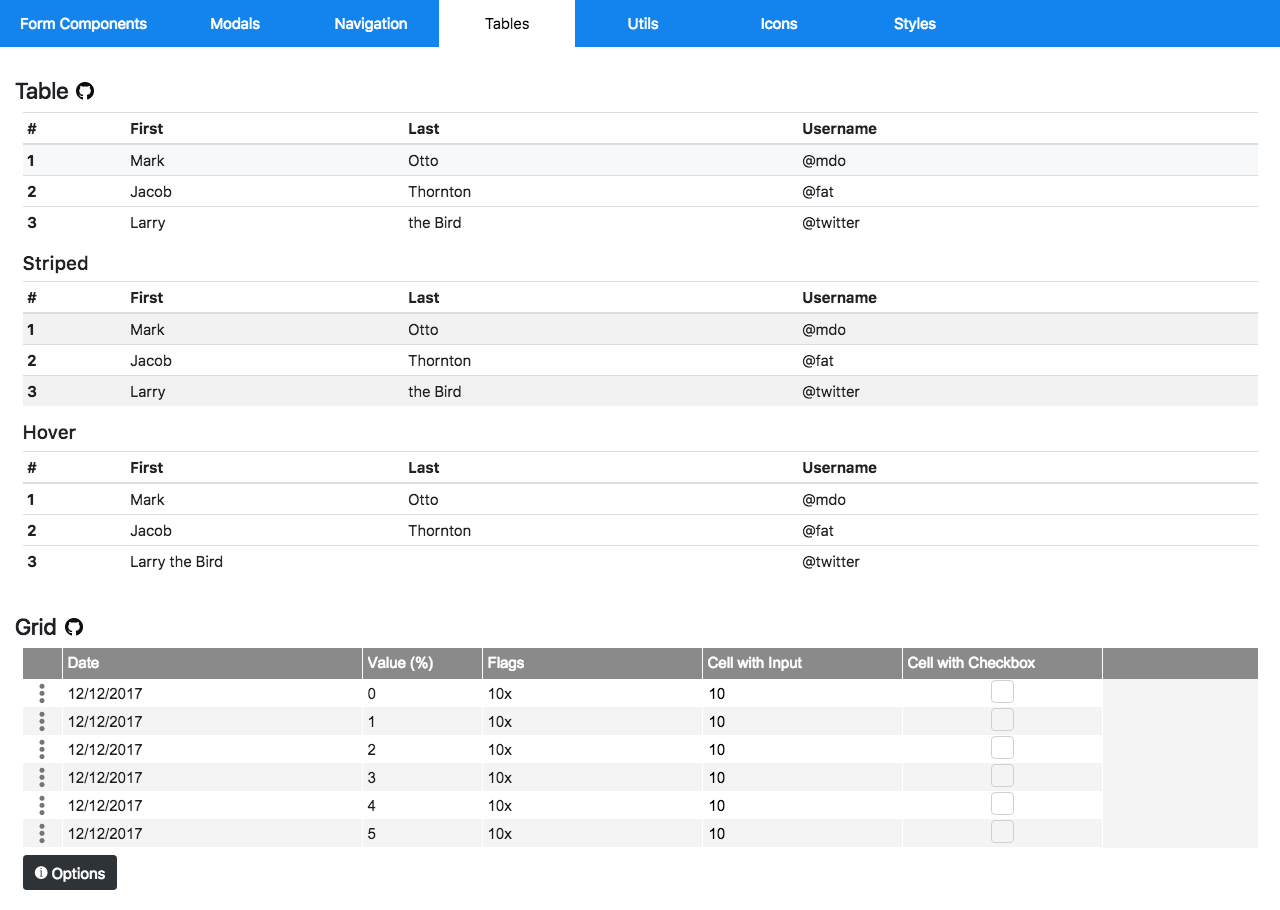 Form Components Modals Navigation Tables Utils Icons Styles
Table
# First Last Username
1 Mark Otto @mdo
2 Jacob Thornton @fat
3 Larry the Bird @twitter
Striped
# First Last Username
1 Mark Otto @mdo
2 Jacob Thornton @fat
3 Larry the Bird @twitter
Hover
# First Last Username
1 Mark Otto @mdo
2 Jacob Thornton @fat
3 Larry the Bird @twitter
Grid
Date Value (%) Flags Cell with Input Cell with Checkbox
12/12/2017 0 10x 10
12/12/2017 1 10x 10
12/12/2017 2 10x 10
12/12/2017 3 10x 10
12/12/2017 4 10x 10
12/12/2017 5 10x 10
Options